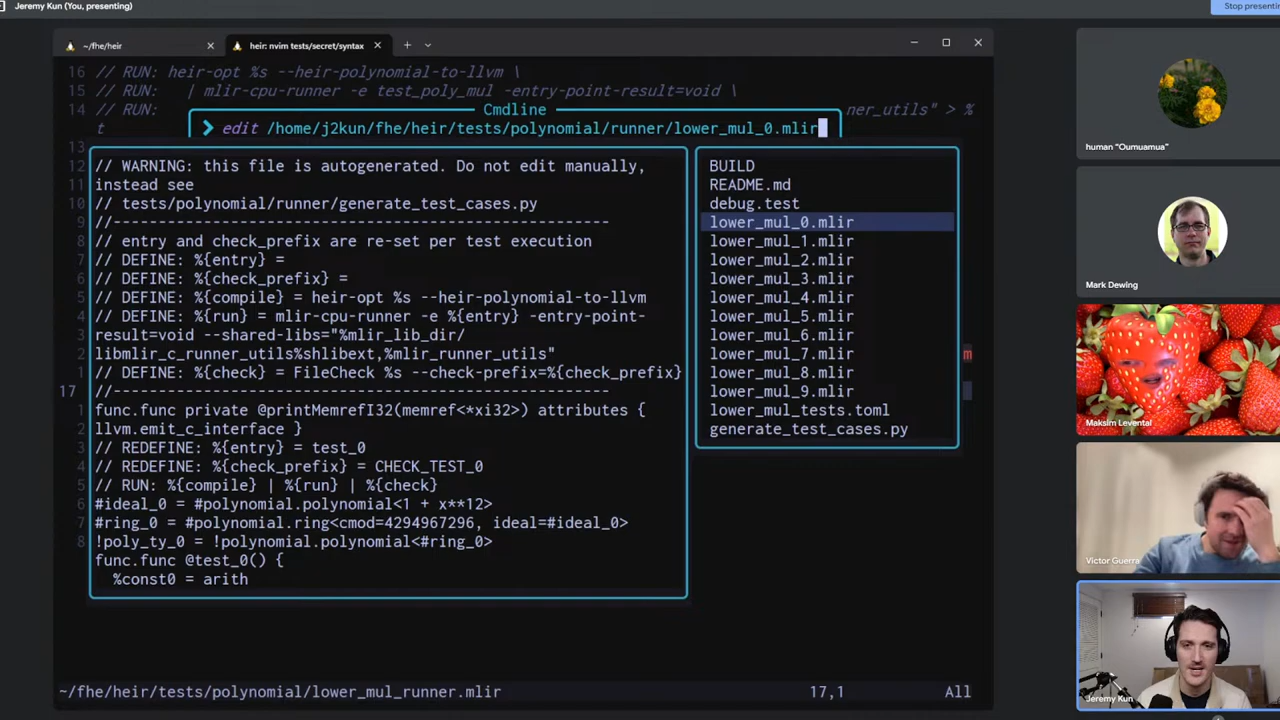 Jeremy Kun (You, presenting)
Stop presenting
~/fhe/heir
heir: nvim tests/secret/syntax
16 // RUN: heir-opt %s --heir-polynomial-to-llvm \
15 // RUN: | mlir-cpu-runner -e test_poly_mul -entry-point-result=void \
14 // RUN: ner_utils" > %
t
Cmdline
❯ edit /home/j2kun/fhe/heir/tests/polynomial/runner/lower_mul_0.mlir
13
12 // WARNING: this file is autogenerated. Do not edit manually,
11 instead see
10 // tests/polynomial/runner/generate_test_cases.py
9 //-------------------------------------------------------
8 // entry and check_prefix are re-set per test execution
7 // DEFINE: %{entry} =
6 // DEFINE: %{check_prefix} =
5 // DEFINE: %{compile} = heir-opt %s --heir-polynomial-to-llvm
4 // DEFINE: %{run} = mlir-cpu-runner -e %{entry} -entry-point-
3 result=void --shared-libs="%mlir_lib_dir/
2 libmlir_c_runner_utils%shlibext,%mlir_runner_utils"
1 // DEFINE: %{check} = FileCheck %s --check-prefix=%{check_prefix}
17 //-------------------------------------------------------
1 func.func private @printMemrefI32(memref<*xi32>) attributes {
2 llvm.emit_c_interface }
3 // REDEFINE: %{entry} = test_0
4 // REDEFINE: %{check_prefix} = CHECK_TEST_0
5 // RUN: %{compile} | %{run} | %{check}
6 #ideal_0 = #polynomial.polynomial<1 + x**12>
7 #ring_0 = #polynomial.ring<cmod=4294967296, ideal=#ideal_0>
8 !poly_ty_0 = !polynomial.polynomial<#ring_0>
func.func @test_0() {
%const0 = arith
BUILD
README.md
debug.test
lower_mul_0.mlir
lower_mul_1.mlir
lower_mul_2.mlir
lower_mul_3.mlir
lower_mul_4.mlir
lower_mul_5.mlir
lower_mul_6.mlir
lower_mul_7.mlir
lower_mul_8.mlir
lower_mul_9.mlir
lower_mul_tests.toml
generate_test_cases.py
m
~/fhe/heir/tests/polynomial/lower_mul_runner.mlir 17,1 All
human "Oumuamua"
Mark Dewing
Maksim Levental
Victor Guerra
Jeremy Kun